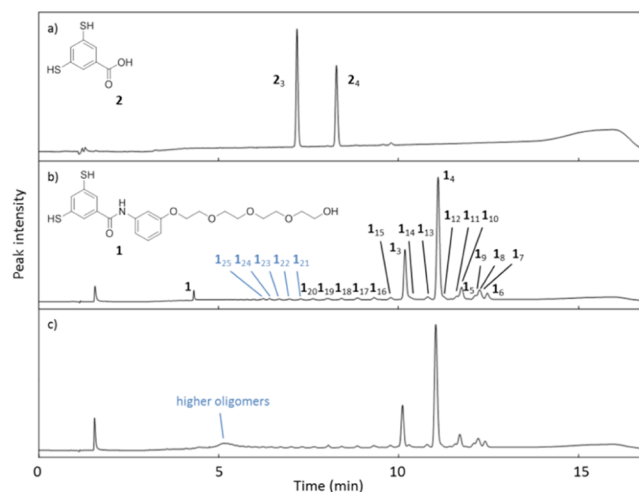 a)
SH
HS
OH
O
2
2₃
2₄
b)
SH
HS
O
H
N
O
O
O
O
OH
1
1
1₂₅ 1₂₄ 1₂₃ 1₂₂ 1₂₁
1₂₀ 1₁₉ 1₁₈ 1₁₇ 1₁₆
1₁₅
1₃
1₁₄
1₁₃
1₄
1₁₂
1₁₁
1₁₀
1₅
1₉
1₈
1₇
1₆
c)
higher oligomers
Peak intensity
0 5 10 15
Time (min)